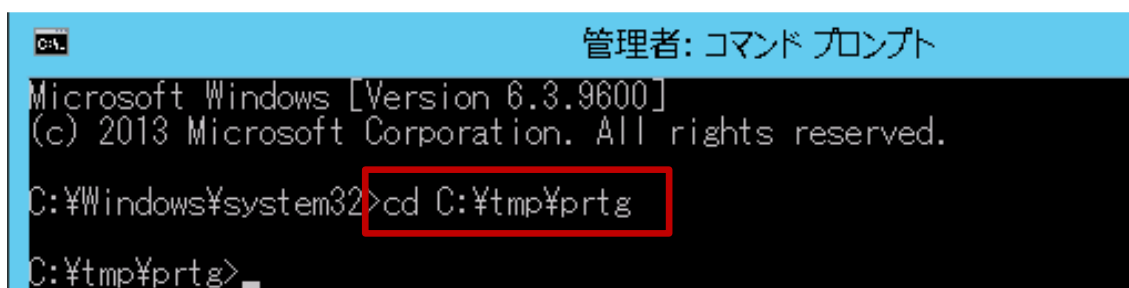 C:\.
管理者: コマンド プロンプト
Microsoft Windows [Version 6.3.9600]
(c) 2013 Microsoft Corporation. All rights reserved.
C:¥Windows¥system32>cd C:¥tmp¥prtg
C:¥tmp¥prtg>_